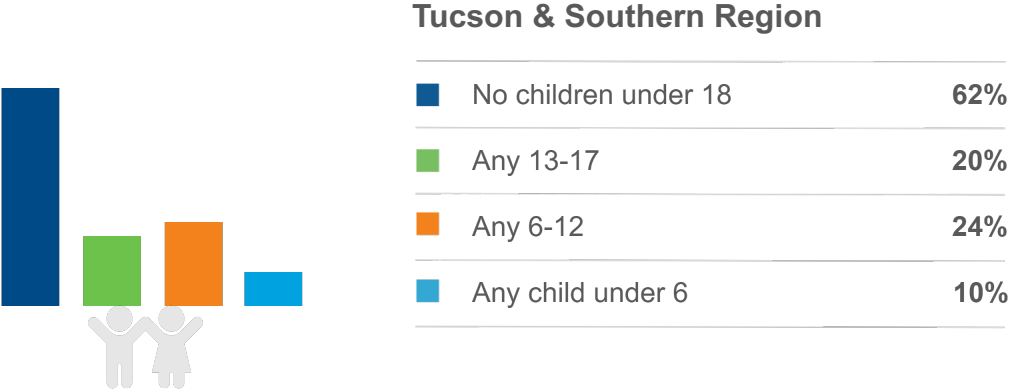 Tucson & Southern Region
No children under 18 62%
Any 13-17 20%
Any 6-12 24%
Any child under 6 10%